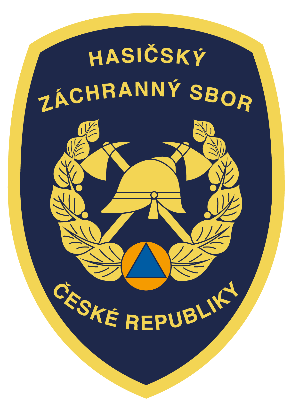 HASIČSKÝ
ZÁCHRANNÝ SBOR
ČESKÉ REPUBLIKY